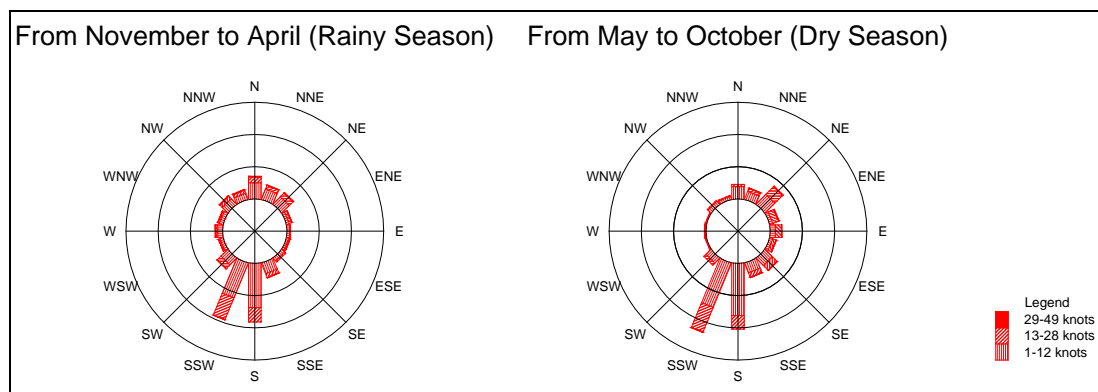 From November to April (Rainy Season)
From May to October (Dry Season)
N
NNE
NE
ENE
E
ESE
SE
SSE
S
SSW
SW
WSW
W
WNW
NW
NNW
N
NNE
NE
ENE
E
ESE
SE
SSE
S
SSW
SW
WSW
W
WNW
NW
NNW
Legend
29-49 knots
13-28 knots
1-12 knots